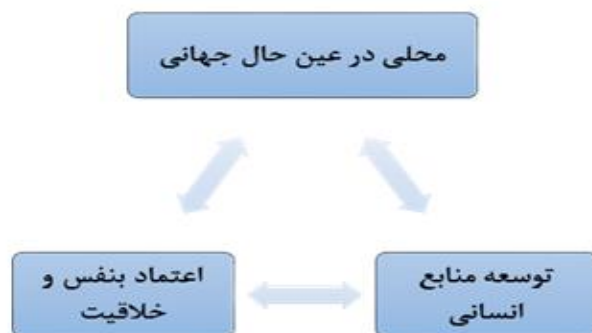 محلی در عین حال جهانی
توسعه منابع
انسانی
اعتماد بنفس و
خلاقیت